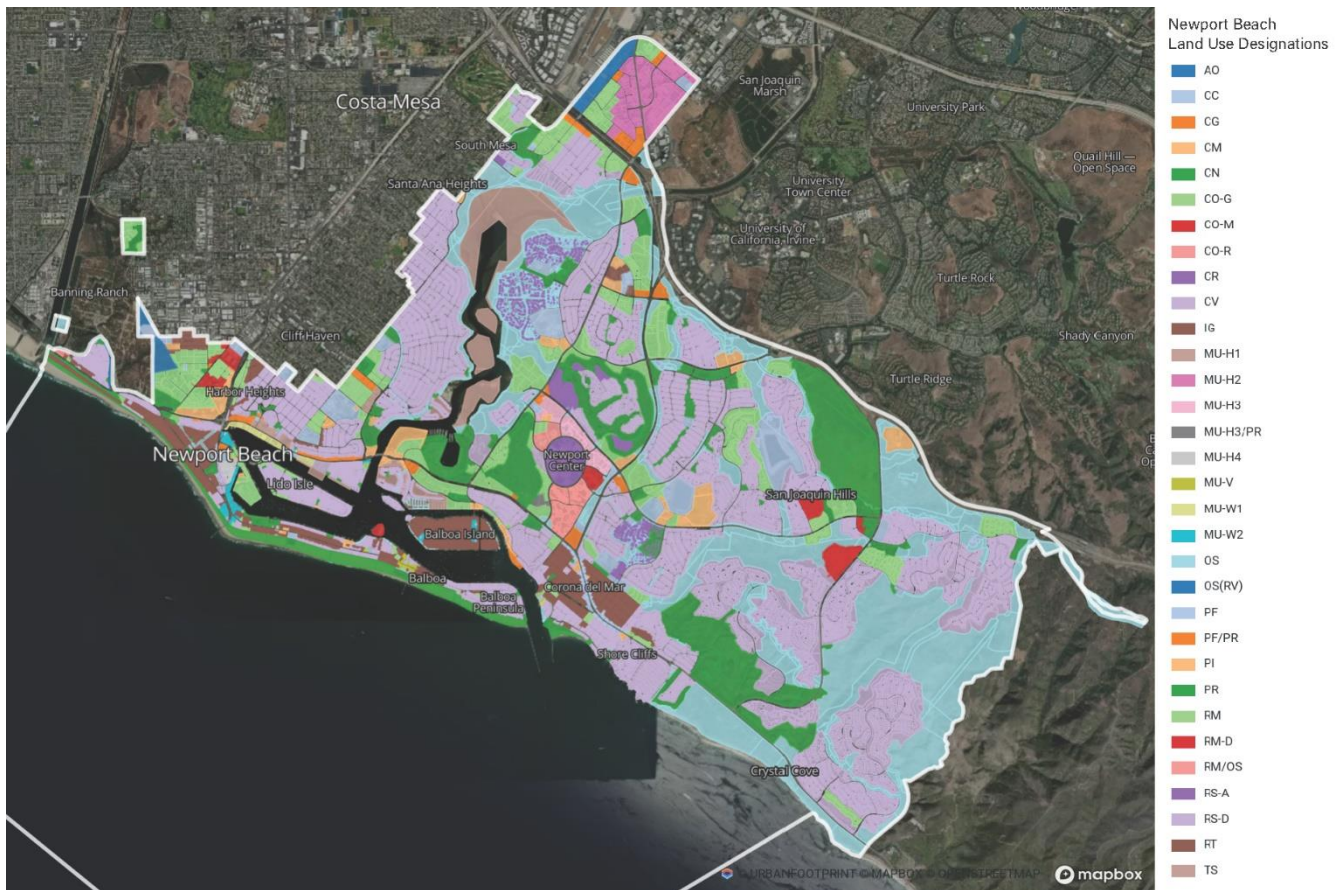 Newport Beach
Land Use Designations
AO
CC
CG
CM
CN
CO-G
CO-M
CO-R
CR
CV
IG
MU-H1
MU-H2
MU-H3
MU-H3/PR
MU-H4
MU-V
MU-W1
MU-W2
OS
OS(RV)
PF
PF/PR
PI
PR
RM
RM-D
RM/OS
RS-A
RS-D
RT
TS
Costa Mesa
San Joaquin
Marsh
University Park
South Mesa
Quail Hill —
Open Space
Santa Ana Heights
University
Town Center
University of
California, Irvine
Turtle Rock
Banning Ranch
Cliff Haven
Shady Canyon
Turtle Ridge
Harbor Heights
Newport Beach
Newport
Center
Lido Isle
San Joaquin Hills
Balboa Island
Balboa
Corona del Mar
Balboa
Peninsula
Shore Cliffs
Crystal Cove
© URBANFOOTPRINT © MAPBOX © OPENSTREETMAP
mapbox